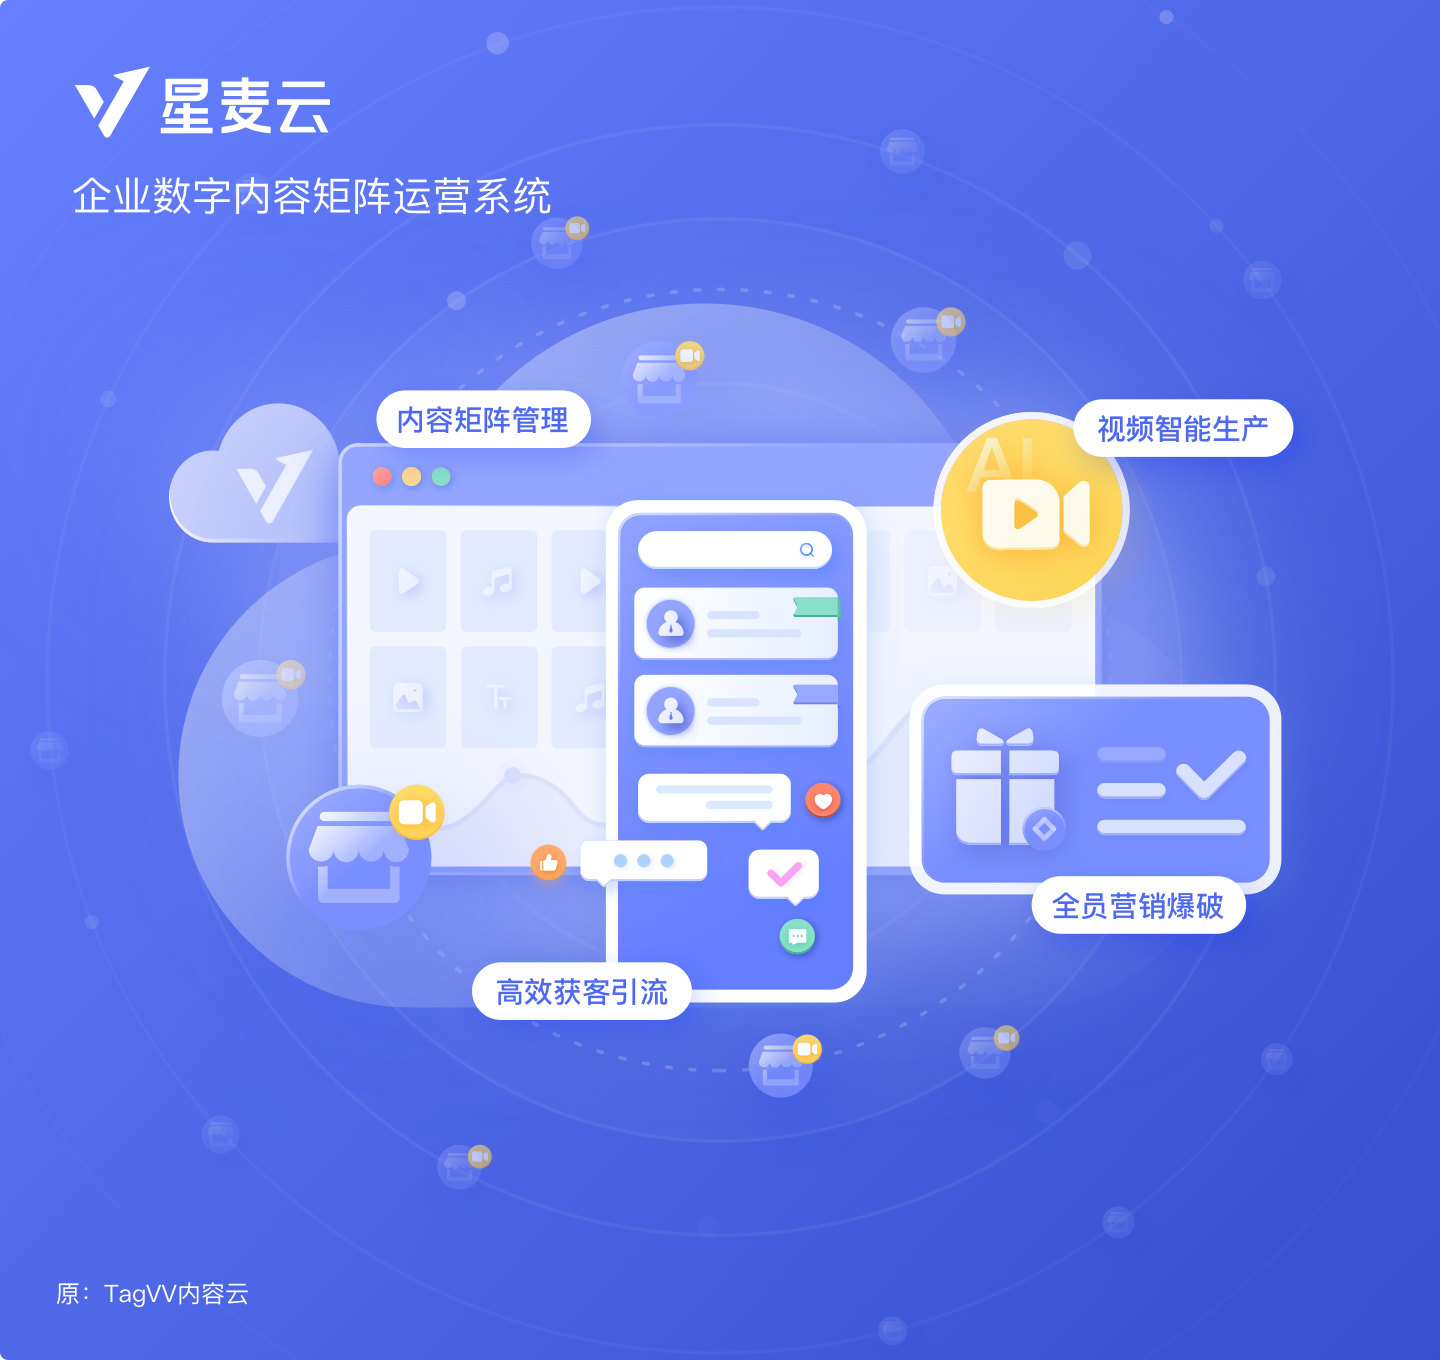 星麦云
企业数字内容矩阵运营系统
内容矩阵管理
视频智能生产
AI
Tт
全员营销爆破
高效获客引流
原：TagVV内容云